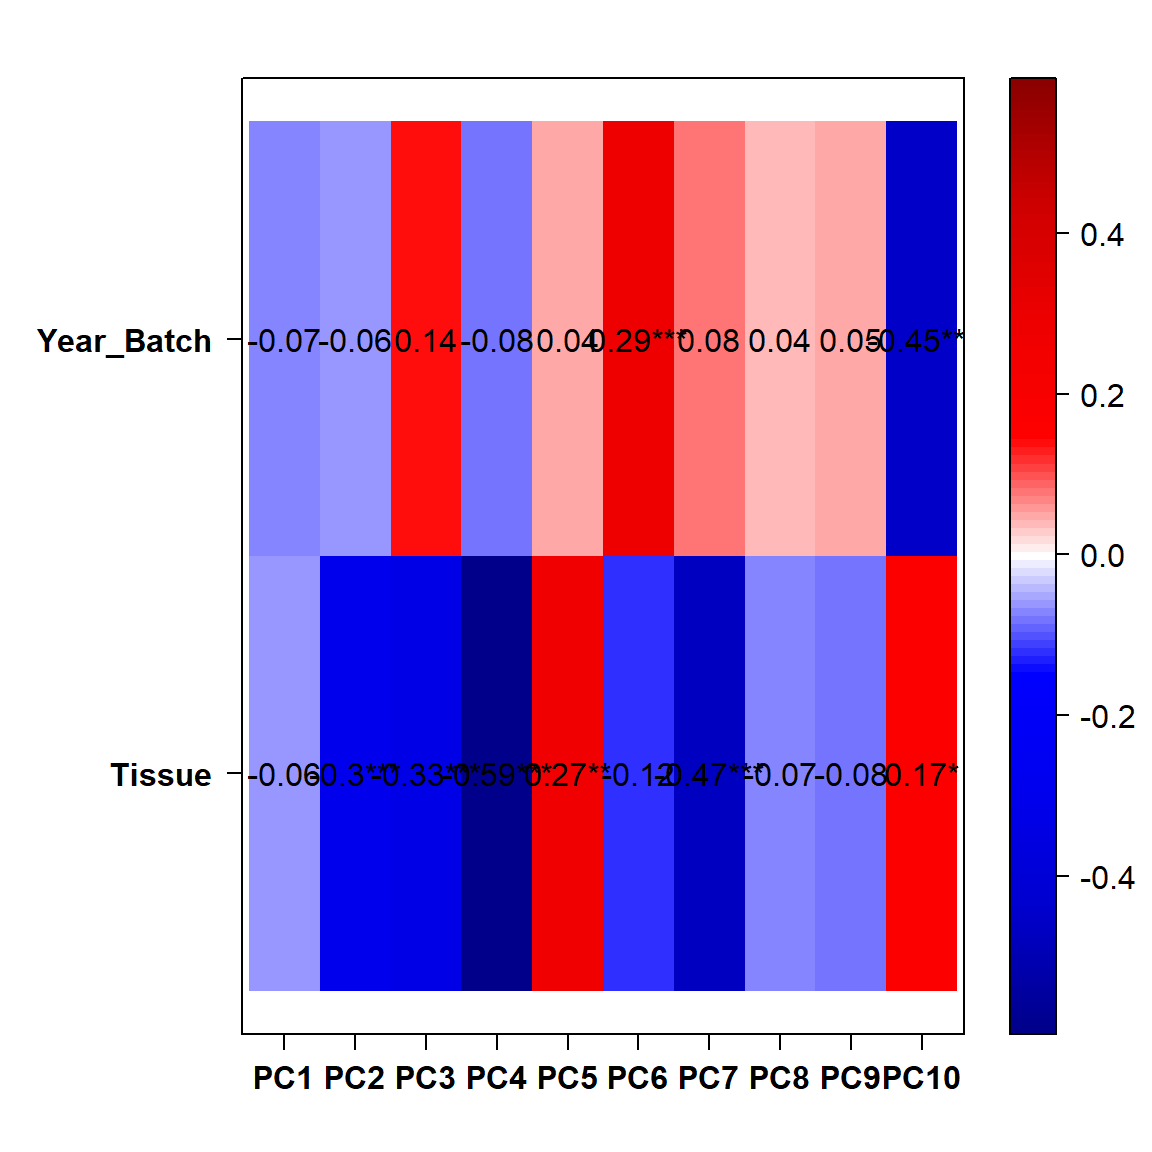 0.4
Year_Batch -0.07 -0.06 0.14 -0.08 0.04 0.29*** 0.08 0.04 0.05 -0.45**
0.2
0.0
-0.2
Tissue -0.06 -0.3** -0.33 -0.59 0.27** -0.12 -0.47*** -0.07 -0.08 0.17*
-0.4
PC1 PC2 PC3 PC4 PC5 PC6 PC7 PC8 PC9 PC10